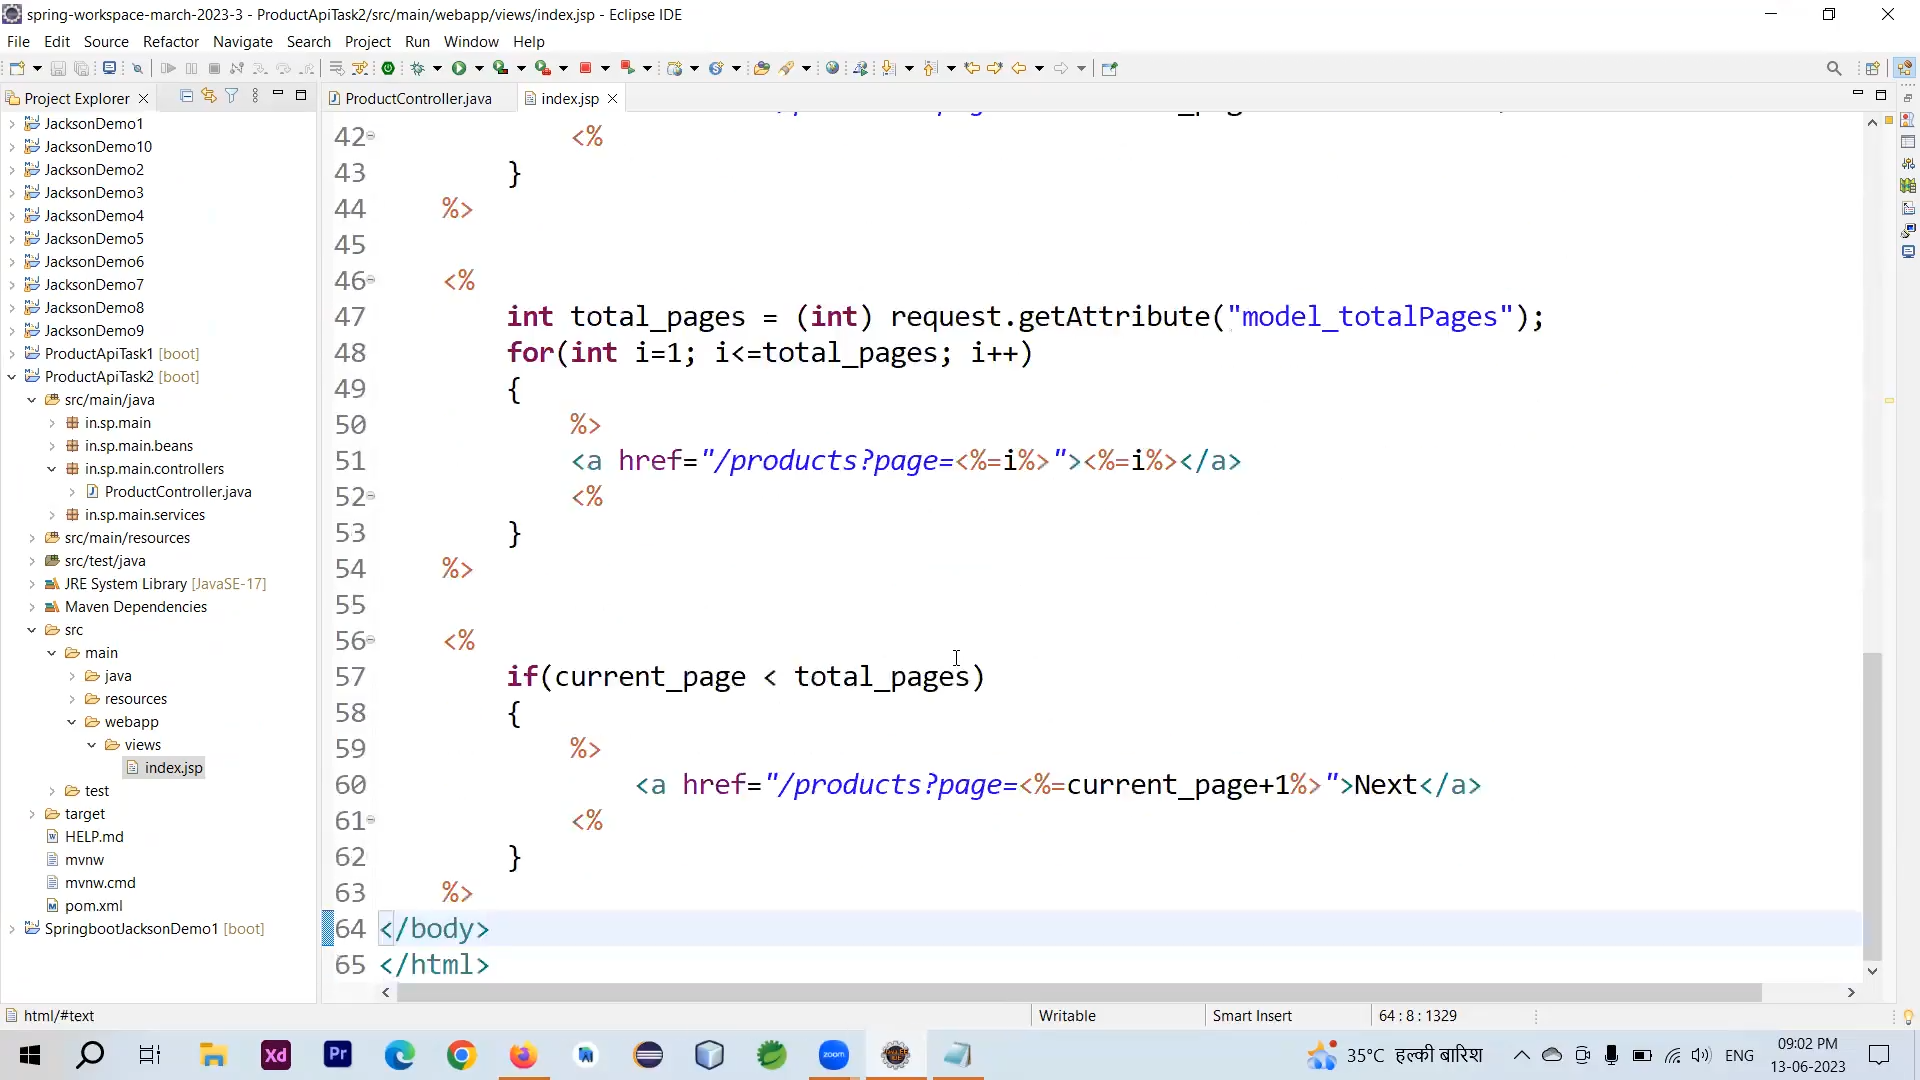 spring-workspace-march-2023-3 - ProductApiTask2/src/main/webapp/views/index.jsp - Eclipse IDE
File Edit Source Refactor Navigate Search Project Run Window Help
Project Explorer
ProductController.java
index.jsp
JacksonDemo1
JacksonDemo10
JacksonDemo2
JacksonDemo3
JacksonDemo4
JacksonDemo5
JacksonDemo6
JacksonDemo7
JacksonDemo8
JacksonDemo9
ProductApiTask1 [boot]
ProductApiTask2 [boot]
src/main/java
in.sp.main
in.sp.main.beans
in.sp.main.controllers
ProductController.java
in.sp.main.services
src/main/resources
src/test/java
JRE System Library [JavaSE-17]
Maven Dependencies
src
main
java
resources
webapp
views
index.jsp
test
target
HELP.md
mvnw
mvnw.cmd
pom.xml
SpringbootJacksonDemo1 [boot]
42 <%
43 }
44 %>
45
46 <%
47 int total_pages = (int) request.getAttribute("model_totalPages");
48 for(int i=1; i<=total_pages; i++)
49 {
50 %>
51 <a href="/products?page=<%=i%>"><%=i%></a>
52 <%
53 }
54 %>
55
56 <%
57 if(current_page < total_pages)
58 {
59 %>
60 <a href="/products?page=<%=current_page+1%>">Next</a>
61 <%
62 }
63 %>
64 </body>
65 </html>
html/#text
Writable
Smart Insert
64 : 8 : 1329
Xd
Pr
zoom
35°C हल्की बारिश
ENG
09:02 PM
13-06-2023